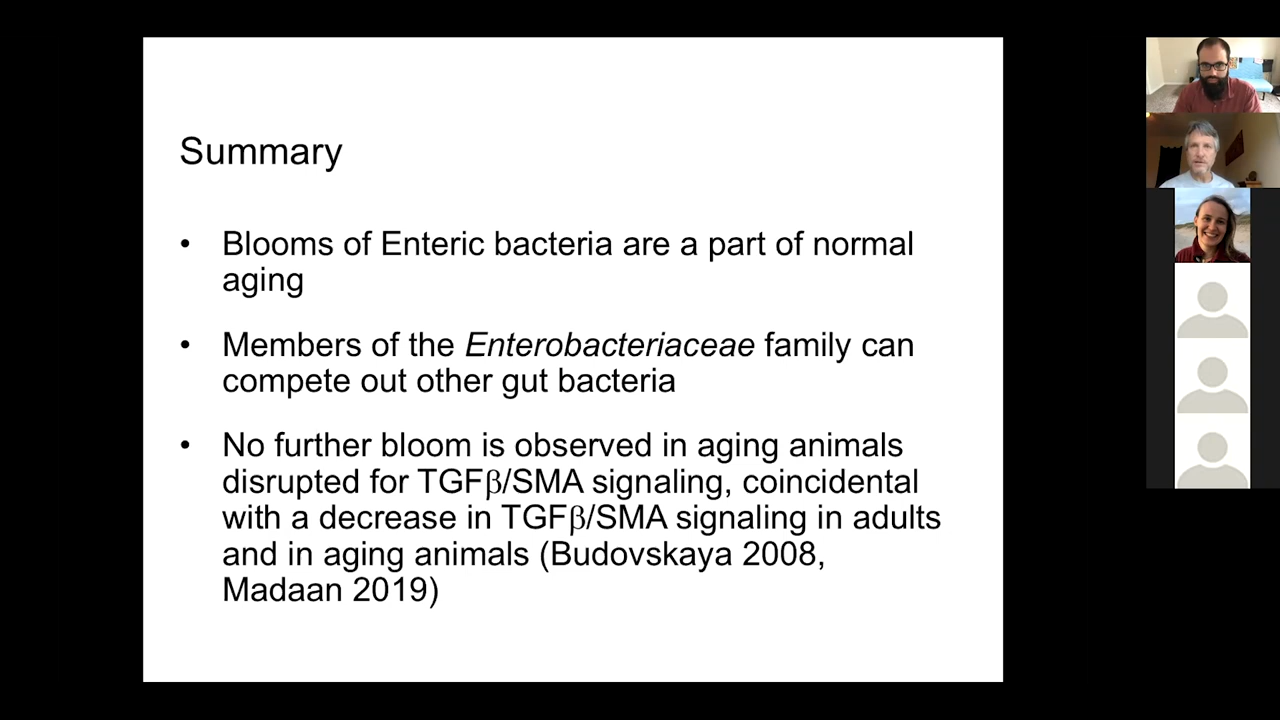 Summary
• Blooms of Enteric bacteria are a part of normal
aging
• Members of the Enterobacteriaceae family can
compete out other gut bacteria
• No further bloom is observed in aging animals
disrupted for TGFβ/SMA signaling, coincidental
with a decrease in TGFβ/SMA signaling in adults
and in aging animals (Budovskaya 2008,
Madaan 2019)